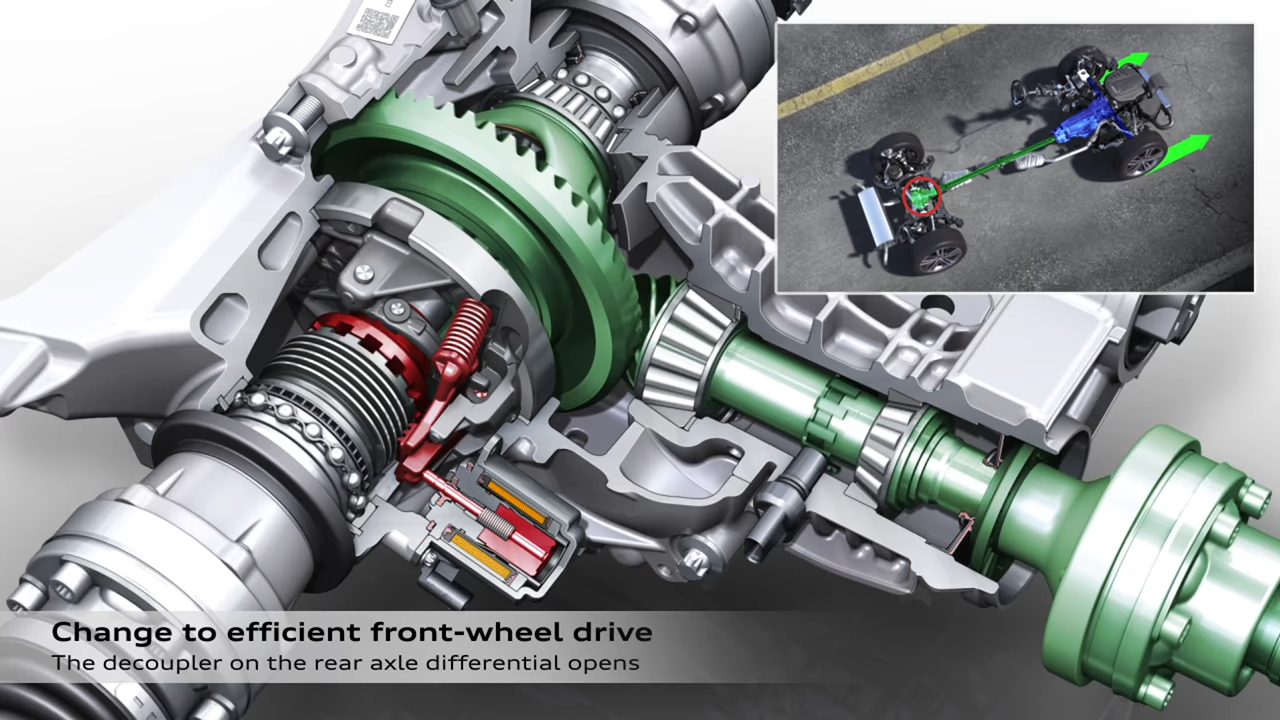 Change to efficient front-wheel drive
The decoupler on the rear axle differential opens